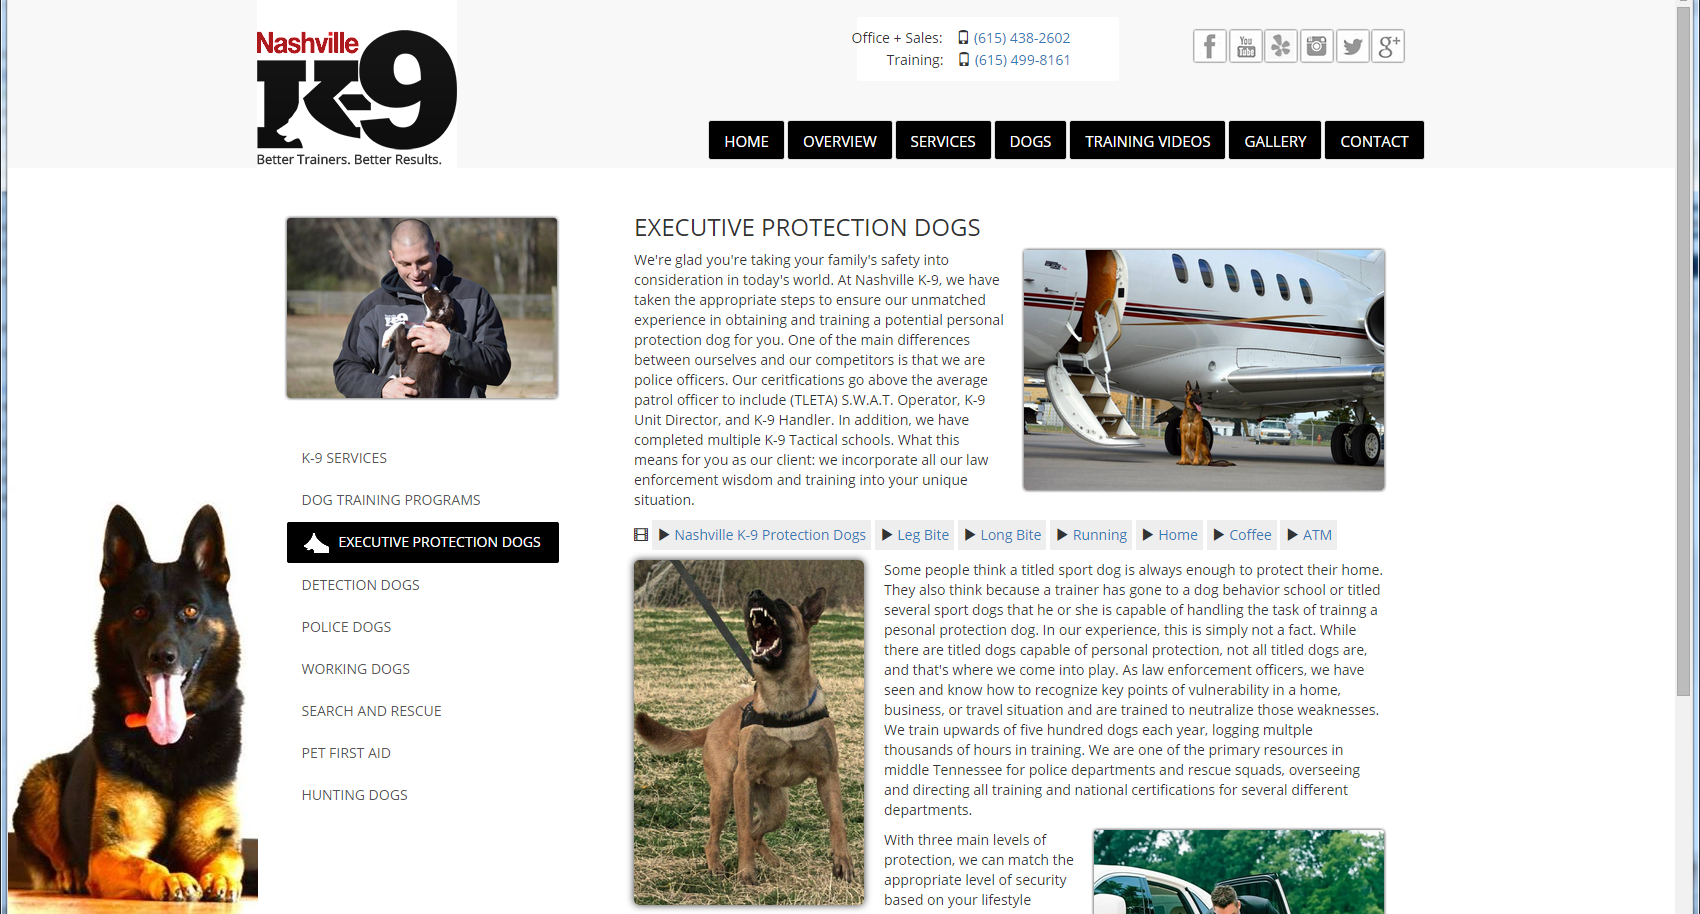 Nashville
K-9
Better Trainers. Better Results.
Office + Sales: (615) 438-2602
Training: (615) 499-8161
f
You
Tube
g+
HOME
OVERVIEW
SERVICES
DOGS
TRAINING VIDEOS
GALLERY
CONTACT
K-9
K-9 SERVICES
DOG TRAINING PROGRAMS
EXECUTIVE PROTECTION DOGS
DETECTION DOGS
POLICE DOGS
WORKING DOGS
SEARCH AND RESCUE
PET FIRST AID
HUNTING DOGS
EXECUTIVE PROTECTION DOGS
We're glad you're taking your family's safety into
consideration in today's world. At Nashville K-9, we have
taken the appropriate steps to ensure our unmatched
experience in obtaining and training a potential personal
protection dog for you. One of the main differences
between ourselves and our competitors is that we are
police officers. Our ceritfications go above the average
patrol officer to include (TLETA) S.W.A.T. Operator, K-9
Unit Director, and K-9 Handler. In addition, we have
completed multiple K-9 Tactical schools. What this
means for you as our client: we incorporate all our law
enforcement wisdom and training into your unique
situation.
Nashville K-9 Protection Dogs
Leg Bite
Long Bite
Running
Home
Coffee
ATM
Some people think a titled sport dog is always enough to protect their home.
They also think because a trainer has gone to a dog behavior school or titled
several sport dogs that he or she is capable of handling the task of trainng a
pesonal protection dog. In our experience, this is simply not a fact. While
there are titled dogs capable of personal protection, not all titled dogs are,
and that's where we come into play. As law enforcement officers, we have
seen and know how to recognize key points of vulnerability in a home,
business, or travel situation and are trained to neutralize those weaknesses.
We train upwards of five hundred dogs each year, logging multple
thousands of hours in training. We are one of the primary resources in
middle Tennessee for police departments and rescue squads, overseeing
and directing all training and national certifications for several different
departments.
With three main levels of
protection, we can match the
appropriate level of security
based on your lifestyle